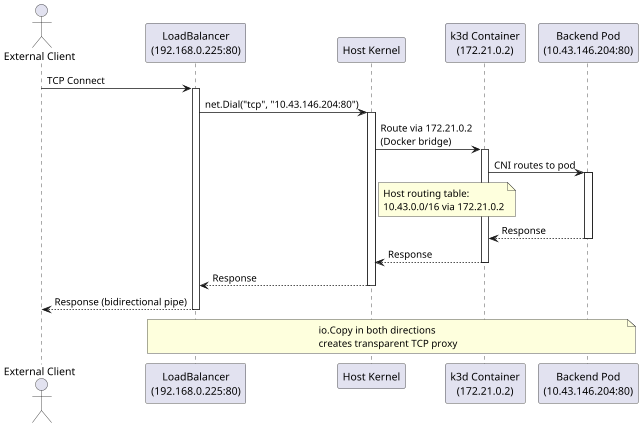 External Client
LoadBalancer
(192.168.0.225:80)
Host Kernel
k3d Container
(172.21.0.2)
Backend Pod
(10.43.146.204:80)
TCP Connect
net.Dial("tcp", "10.43.146.204:80")
Route via 172.21.0.2
(Docker bridge)
CNI routes to pod
Host routing table:
10.43.0.0/16 via 172.21.0.2
Response
Response
Response
Response (bidirectional pipe)
io.Copy in both directions
creates transparent TCP proxy
External Client
LoadBalancer
(192.168.0.225:80)
Host Kernel
k3d Container
(172.21.0.2)
Backend Pod
(10.43.146.204:80)